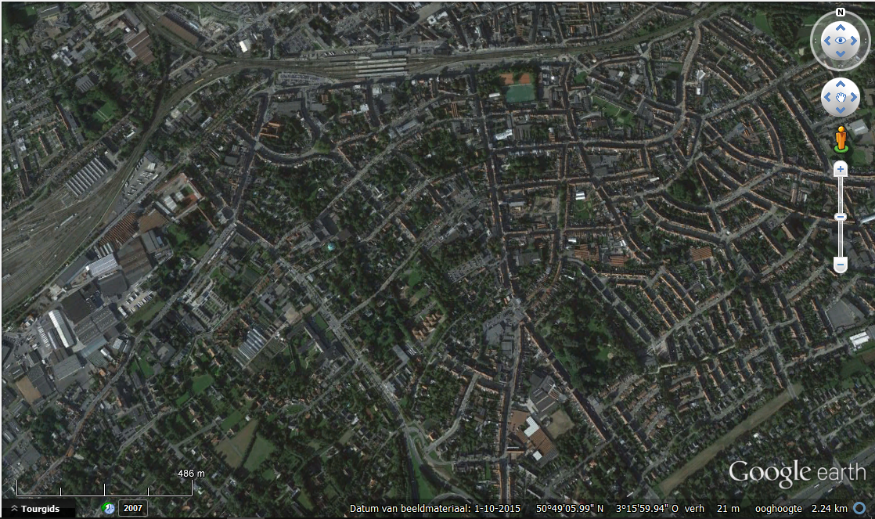 N
486 m
Google earth
Tourgids
2007
Datum van beeldmateriaal: 1-10-2015 50°49'05.99" N 3°15'59.94" O verh 21 m ooghoogte 2.24 km